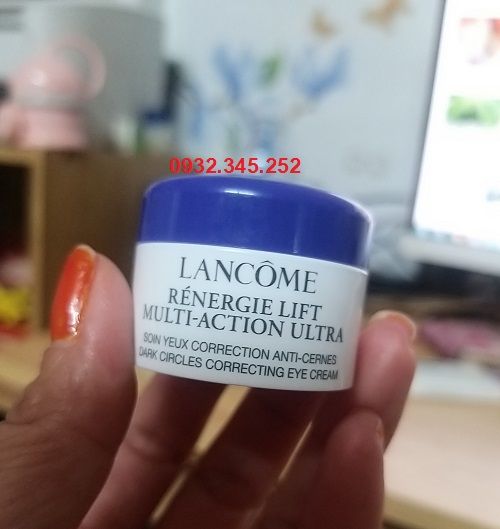 0932.345.252
LANCÔME
RÉNERGIE LIFT
MULTI-ACTION ULTRA
SOIN YEUX CORRECTION ANTI-CERNES
DARK CIRCLES CORRECTING EYE CREAM